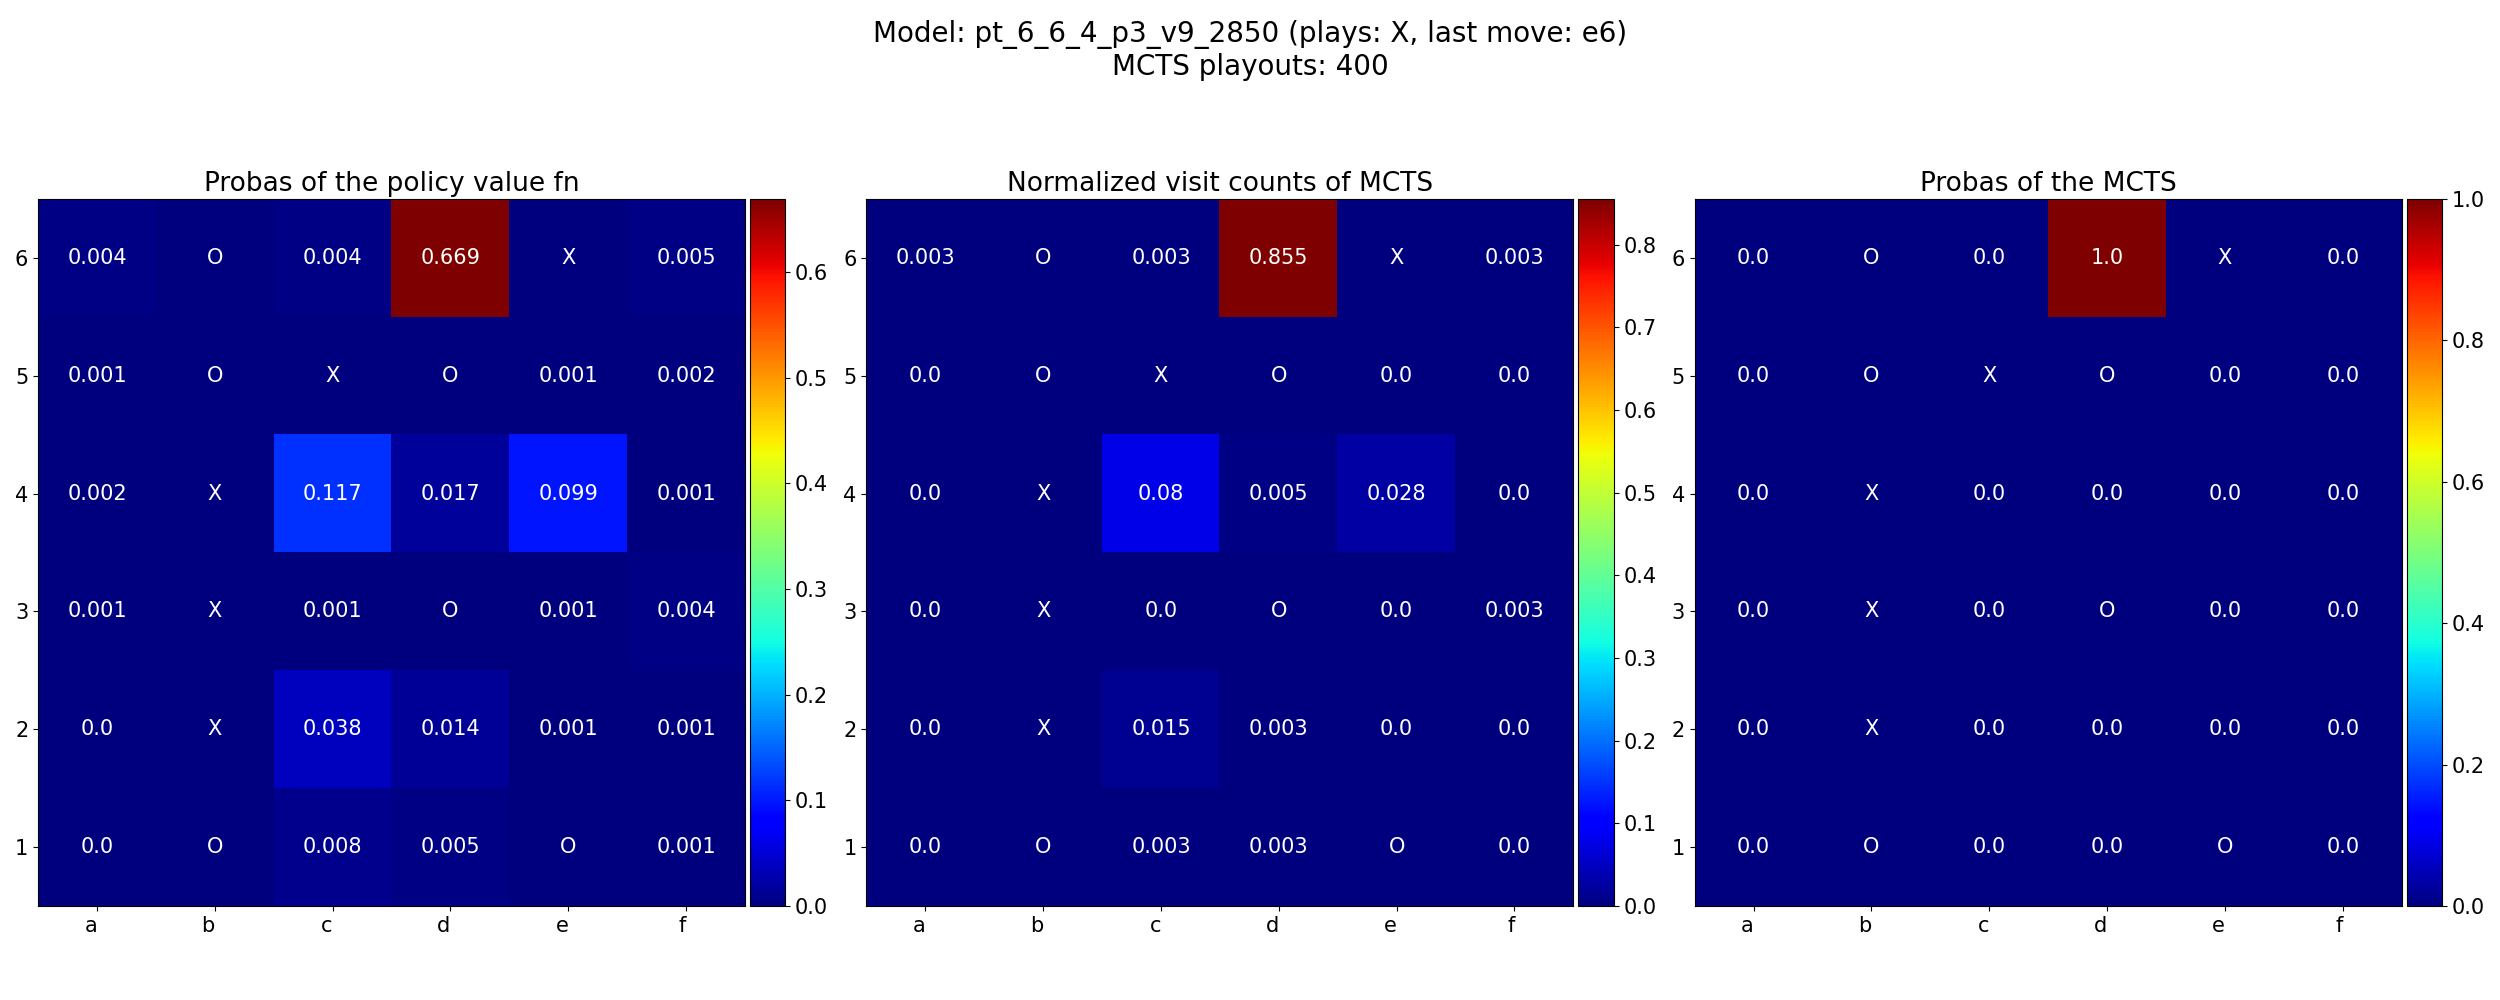 Model: pt_6_6_4_p3_v9_2850 (plays: X, last move: e6)
MCTS playouts: 400
Probas of the policy value fn
6 0.004 O 0.004 0.669 X 0.005
5 0.001 O X O 0.001 0.002
4 0.002 X 0.117 0.017 0.099 0.001
3 0.001 X 0.001 O 0.001 0.004
2 0.0 X 0.038 0.014 0.001 0.001
1 0.0 O 0.008 0.005 O 0.001
a b c d e f
0.6
0.5
0.4
0.3
0.2
0.1
0.0
Normalized visit counts of MCTS
6 0.003 O 0.003 0.855 X 0.003
5 0.0 O X O 0.0 0.0
4 0.0 X 0.08 0.005 0.028 0.0
3 0.0 X 0.0 O 0.0 0.003
2 0.0 X 0.015 0.003 0.0 0.0
1 0.0 O 0.003 0.003 O 0.0
a b c d e f
0.8
0.7
0.6
0.5
0.4
0.3
0.2
0.1
0.0
Probas of the MCTS
6 0.0 O 0.0 1.0 X 0.0
5 0.0 O X O 0.0 0.0
4 0.0 X 0.0 0.0 0.0 0.0
3 0.0 X 0.0 O 0.0 0.0
2 0.0 X 0.0 0.0 0.0 0.0
1 0.0 O 0.0 0.0 O 0.0
a b c d e f
1.0
0.8
0.6
0.4
0.2
0.0